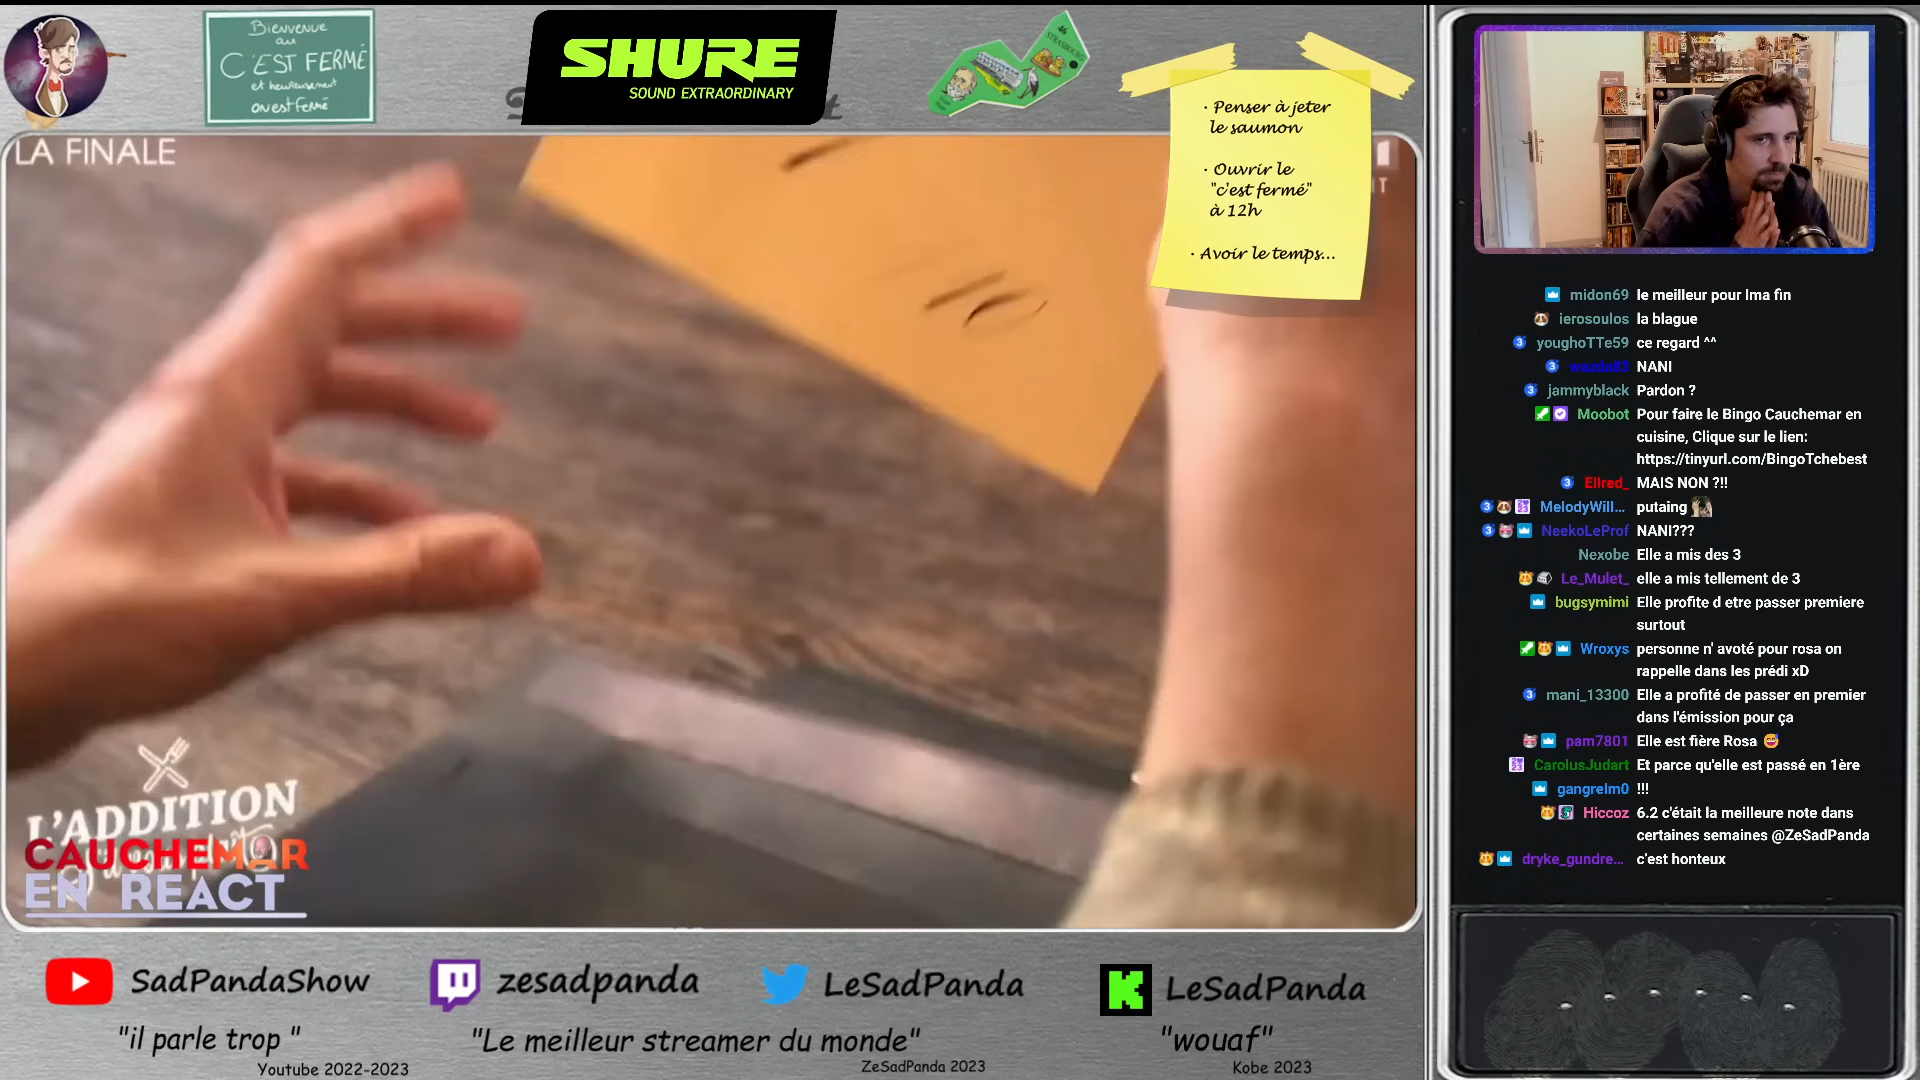 Bienvenue
au
C'EST FERMÉ
et heureusement
on est fermé
SHURE
SOUND EXTRAORDINARY
STRASBOURG
· Penser à jeter
le saumon
· Ouvrir le
"c'est fermé"
à 12h
· Avoir le temps...
LA FINALE
L'ADDITION
CAUCHEMAR
EN REACT
SadPandaShow
"il parle trop "
Youtube 2022-2023
zesadpanda
"Le meilleur streamer du monde"
ZeSadPanda 2023
LeSadPanda
LeSadPanda
"wouaf"
Kobe 2023
midon69 le meilleur pour lma fin
ierosoulos la blague
youghoTTe59 ce regard ^^
wazda83 NANI
jammyblack Pardon ?
Moobot Pour faire le Bingo Cauchemar en
cuisine, Clique sur le lien:
https://tinyurl.com/BingoTchebest
Ellred_ MAIS NON ?!!
MelodyWill... putaing
NeekoLeProf NANI???
Nexobe Elle a mis des 3
Le_Mulet_ elle a mis tellement de 3
bugsymimi Elle profite d etre passer premiere
surtout
Wroxys personne n' avoté pour rosa on
rappelle dans les prédi xD
mani_13300 Elle a profité de passer en premier
dans l'émission pour ça
pam7801 Elle est fière Rosa
CarolusJudart Et parce qu'elle est passé en 1ère
gangrelm0 !!!
Hiccoz 6.2 c'était la meilleure note dans
certaines semaines @ZeSadPanda
dryke_gundre... c'est honteux